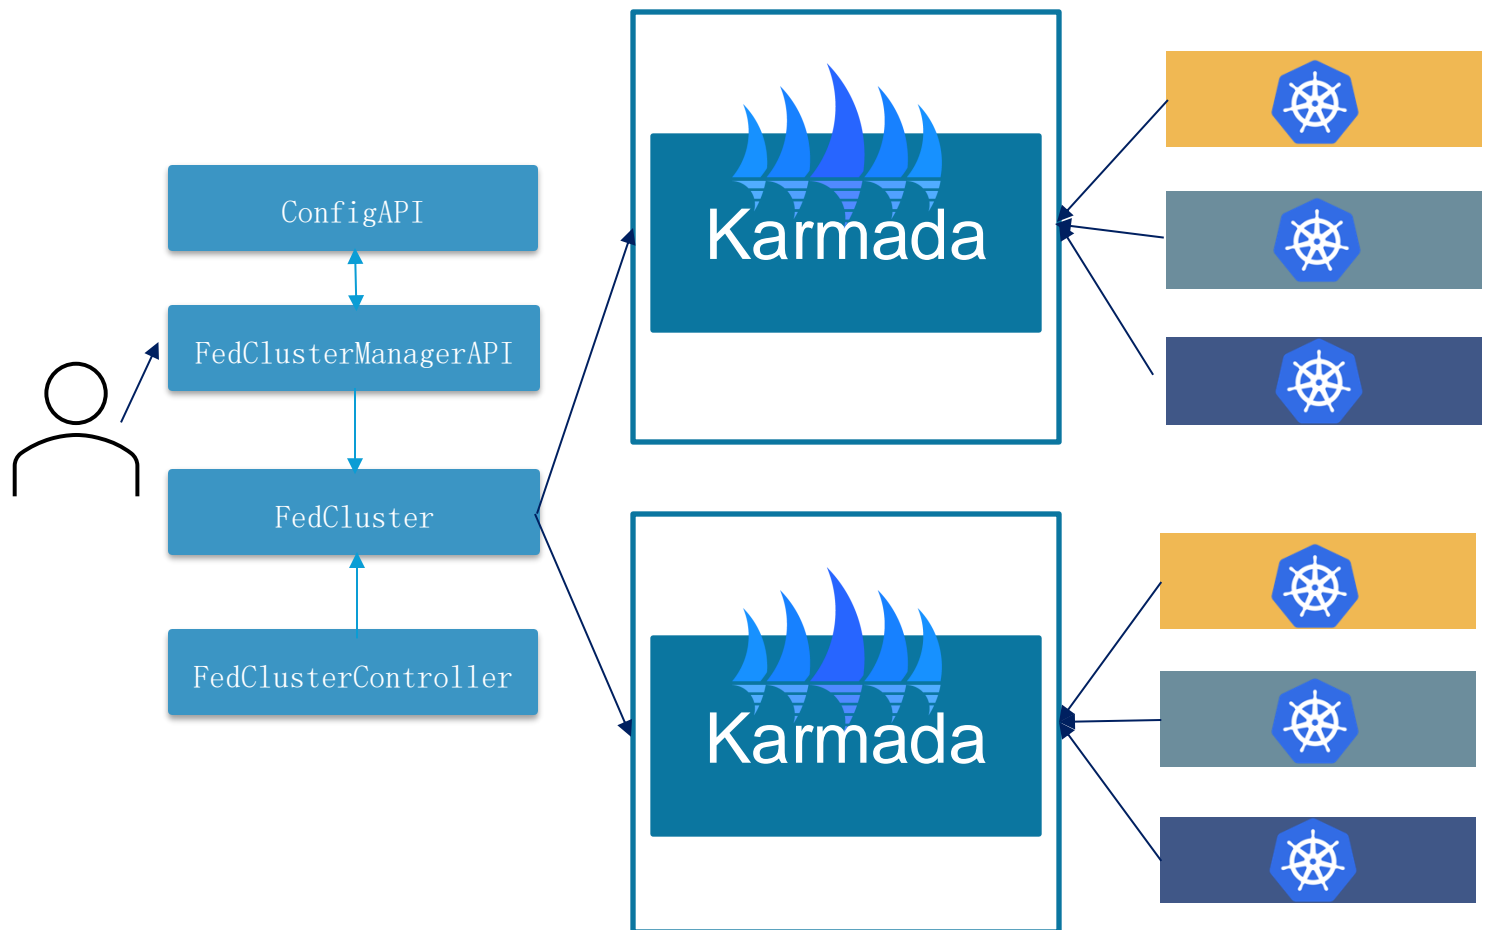 ConfigAPI
FedClusterManagerAPI
FedCluster
FedClusterController
Karmada
Karmada